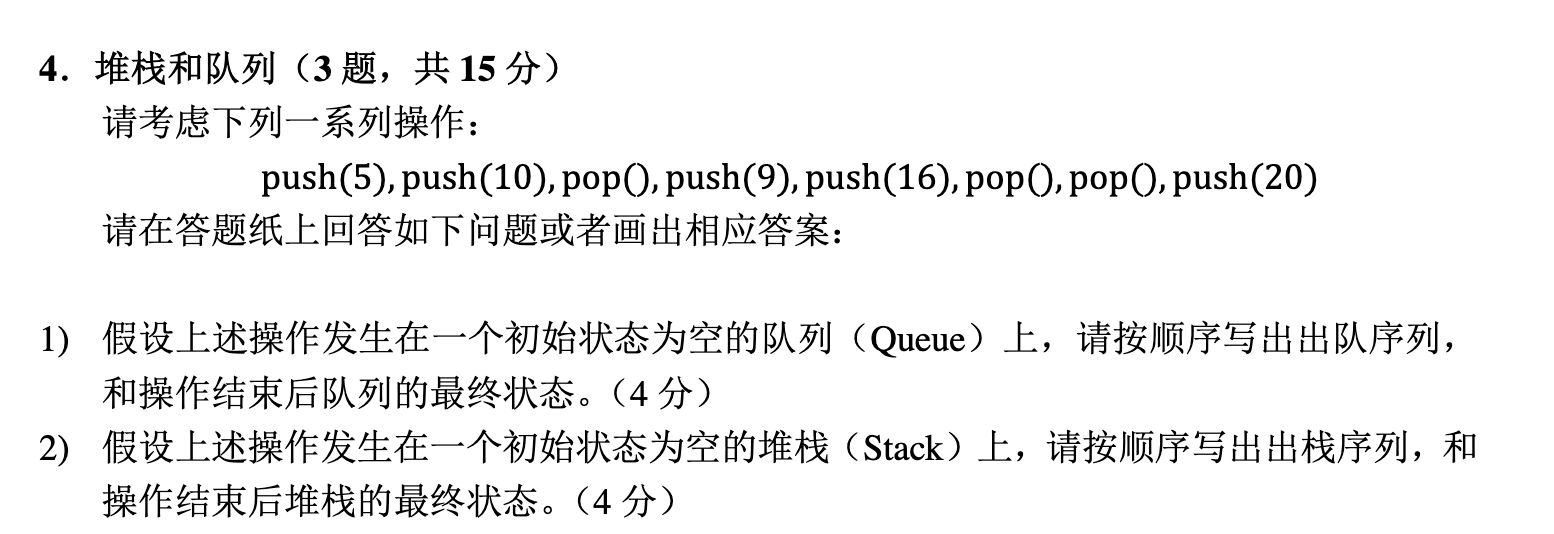 4. 堆栈和队列（3 题，共 15 分）
请考虑下列一系列操作：
push(5), push(10), pop(), push(9), push(16), pop(), pop(), push(20)
请在答题纸上回答如下问题或者画出相应答案：
1) 假设上述操作发生在一个初始状态为空的队列（Queue）上，请按顺序写出出队序列，
和操作结束后队列的最终状态。（4 分）
2) 假设上述操作发生在一个初始状态为空的堆栈（Stack）上，请按顺序写出出栈序列，和
操作结束后堆栈的最终状态。（4 分）